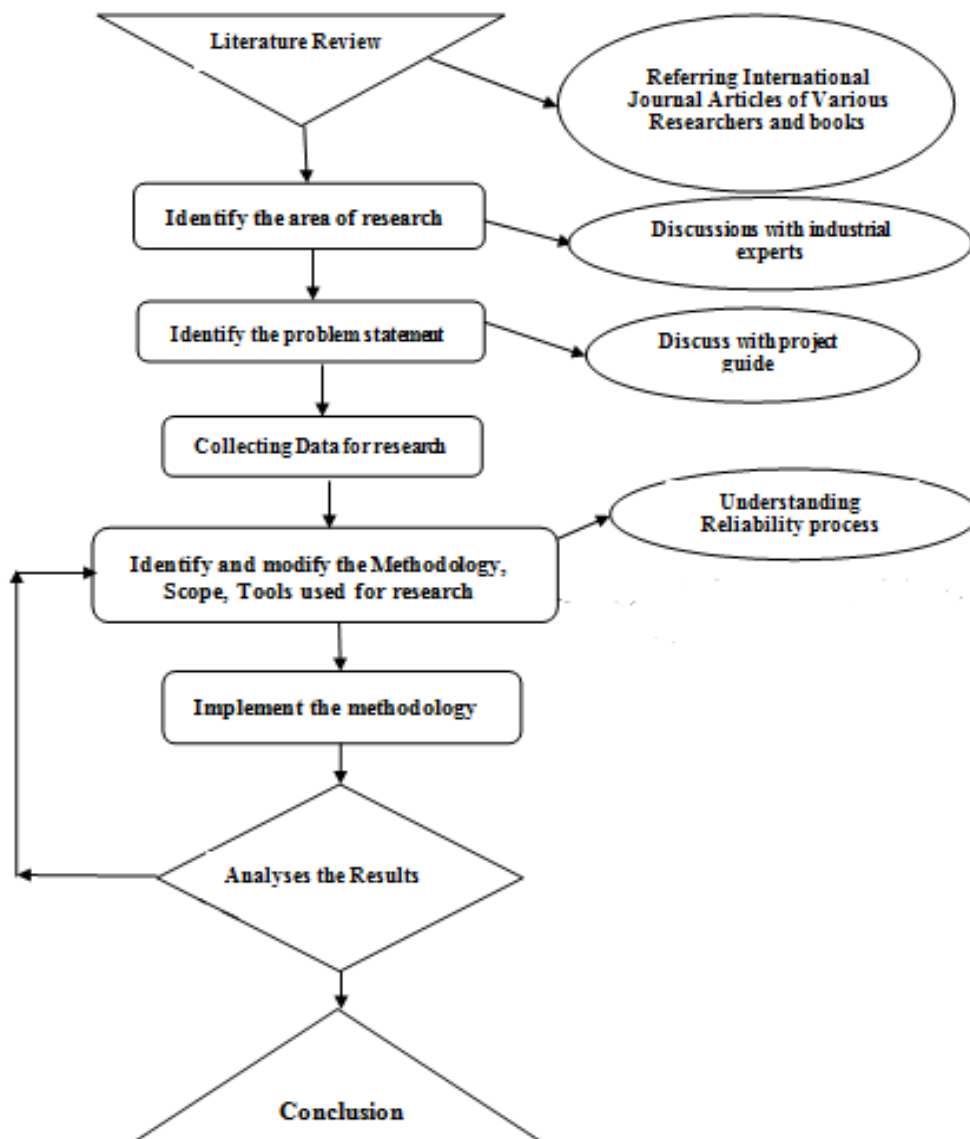 Literature Review
Referring International
Journal Articles of Various
Researchers and books
Identify the area of research
Discussions with industrial
experts
Identify the problem statement
Discuss with project
guide
Collecting Data for research
Understanding
Reliability process
Identify and modify the Methodology,
Scope, Tools used for research
Implement the methodology
Analyses the Results
Conclusion